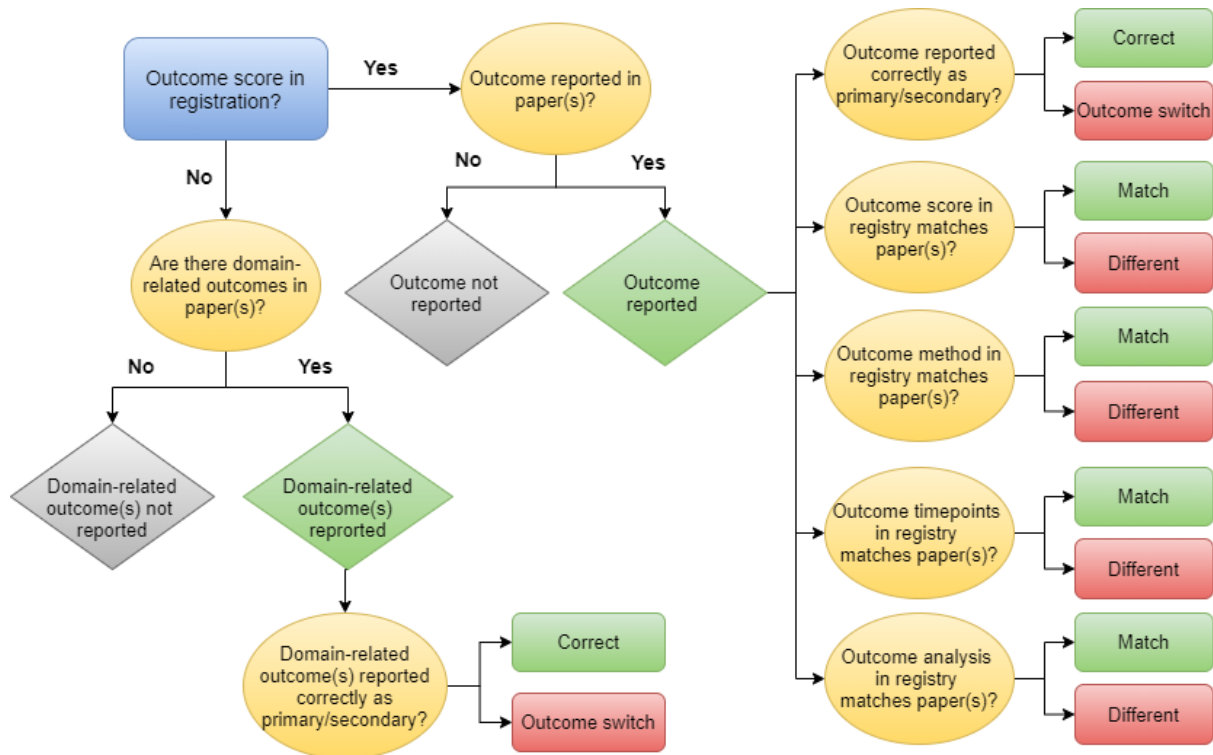 Outcome score in
registration?
Yes
Outcome reported in
paper(s)?
No
Yes
Outcome not
reported
Outcome
reported
No
Are there domain-
related outcomes in
paper(s)?
No
Yes
Domain-related
outcome(s) not
reported
Domain-related
outcome(s)
reprorted
Domain-related
outcome(s) reported
correctly as
primary/secondary?
Correct
Outcome switch
Outcome reported
correctly as
primary/secondary?
Correct
Outcome switch
Outcome score in
registry matches
paper(s)?
Match
Different
Outcome method in
registry matches
paper(s)?
Match
Different
Outcome timepoints
in registry
matches paper(s)?
Match
Different
Outcome analysis
in registry
matches paper(s)?
Match
Different